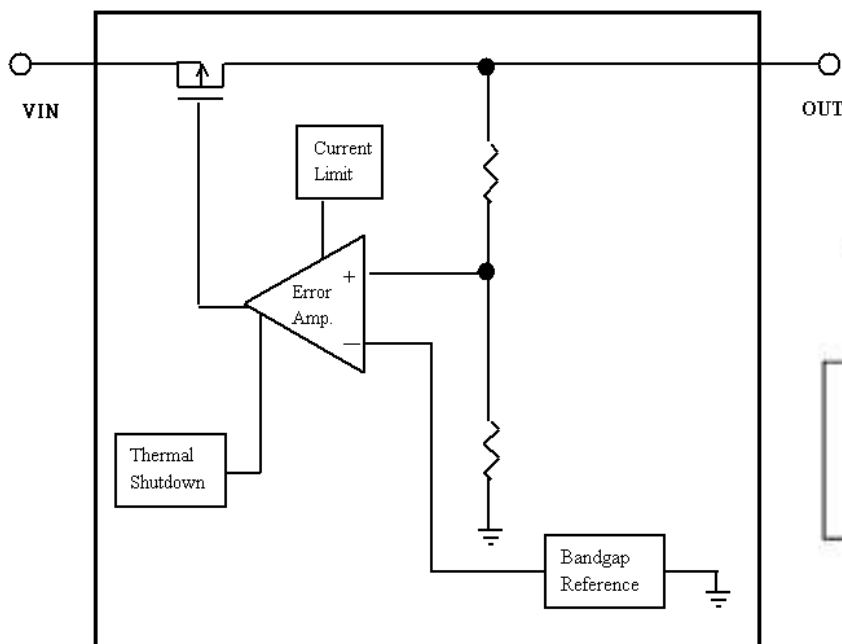 VIN
OUT
Current
Limit
+
Error
Amp.
—
Thermal
Shutdown
Bandgap
Reference